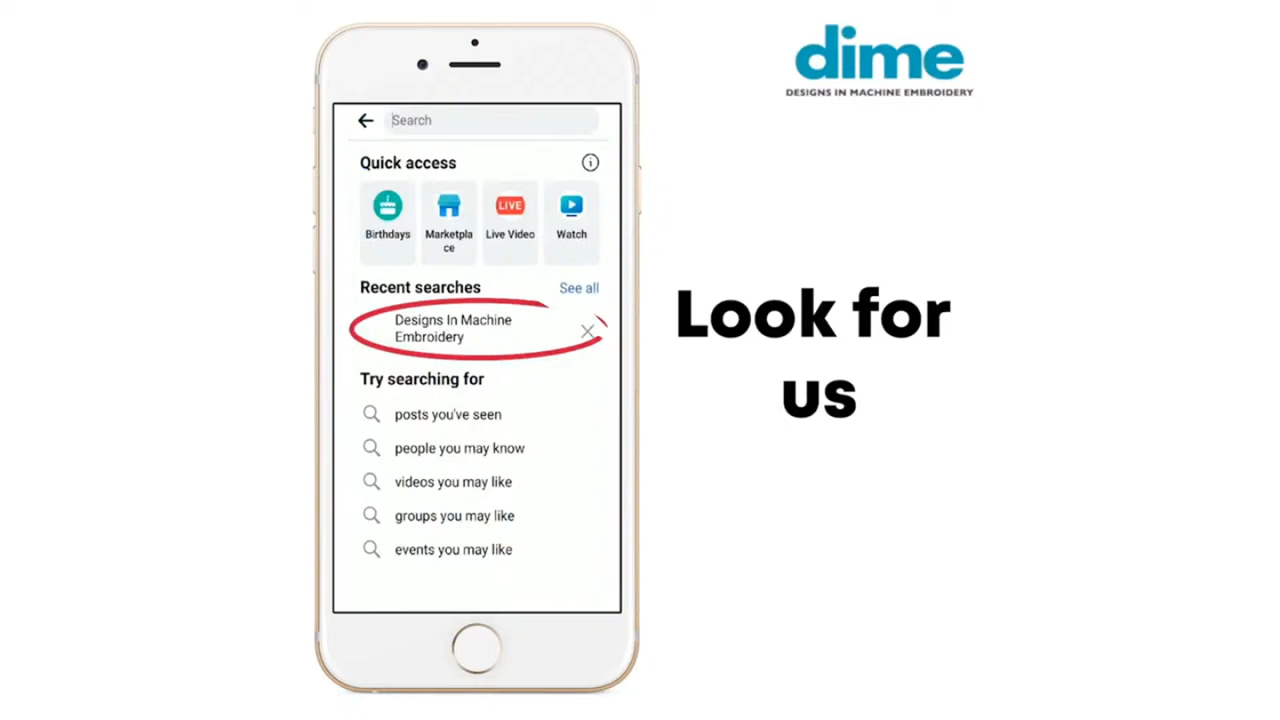 dime
DESIGNS IN MACHINE EMBROIDERY
Search
Quick access
Birthdays
Marketpla
ce
LIVE
Live Video
Watch
Recent searches
See all
Designs In Machine
Embroidery
Try searching for
posts you've seen
people you may know
videos you may like
groups you may like
events you may like
Look for
us